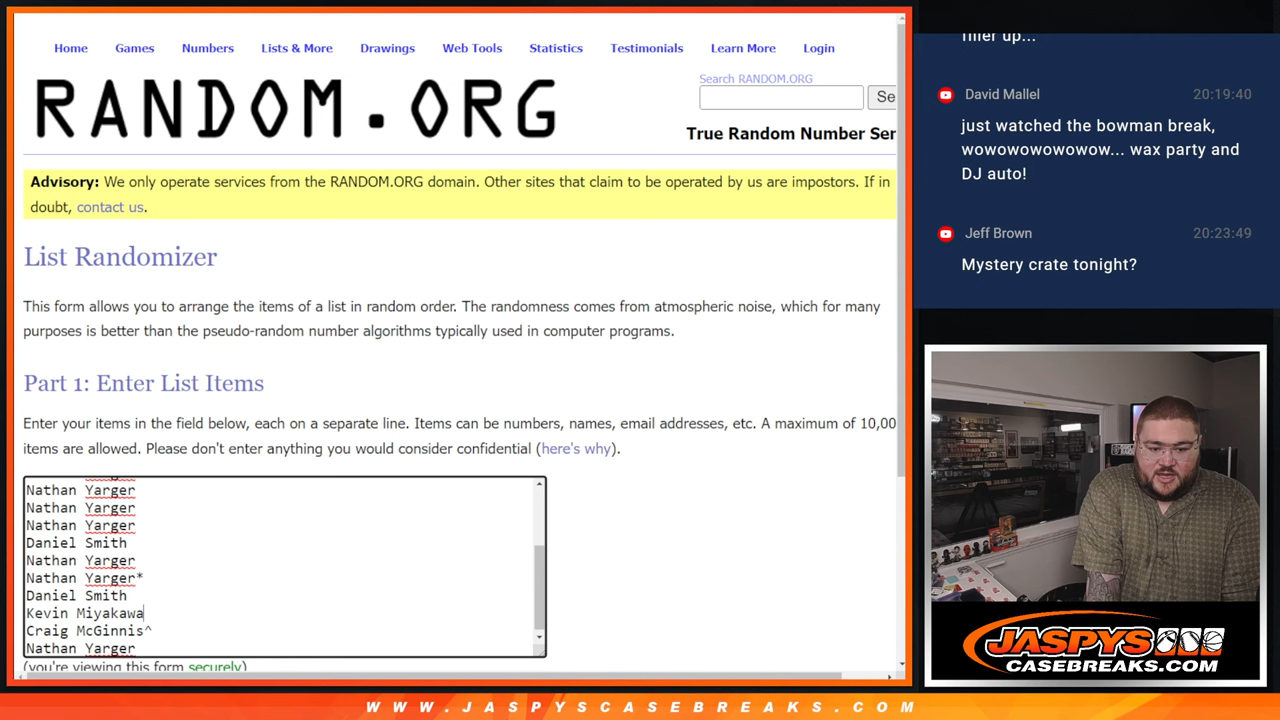 Home Games Numbers Lists & More Drawings Web Tools Statistics Testimonials Learn More Login
RANDOM.ORG
Search RANDOM.ORG
Se
True Random Number Ser
Advisory: We only operate services from the RANDOM.ORG domain. Other sites that claim to be operated by us are impostors. If in
doubt, contact us.
List Randomizer
This form allows you to arrange the items of a list in random order. The randomness comes from atmospheric noise, which for many
purposes is better than the pseudo-random number algorithms typically used in computer programs.
Part 1: Enter List Items
Enter your items in the field below, each on a separate line. Items can be numbers, names, email addresses, etc. A maximum of 10,00
items are allowed. Please don't enter anything you would consider confidential (here's why).
Nathan Yarger
Nathan Yarger
Nathan Yarger
Daniel Smith
Nathan Yarger
Nathan Yarger*
Daniel Smith
Kevin Miyakawa
Craig McGinnis^
Nathan Yarger
(you're viewing this form securely)
filler up...
David Mallel 20:19:40
just watched the bowman break,
wowowowowowow... wax party and
DJ auto!
Jeff Brown 20:23:49
Mystery crate tonight?
JASPYS
CASEBREAKS.COM
WWW.JASPYSCASEBREAKS.COM